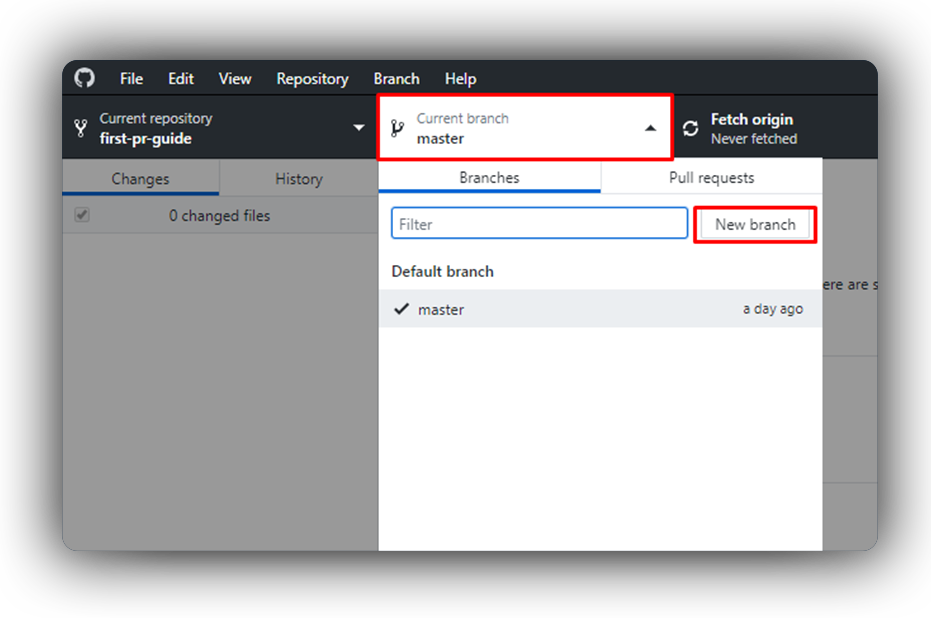 File Edit View Repository Branch Help
Current repository
first-pr-guide
Current branch
master
Fetch origin
Never fetched
Changes
History
Branches
Pull requests
0 changed files
Filter
New branch
Default branch
master
a day ago
ere are s